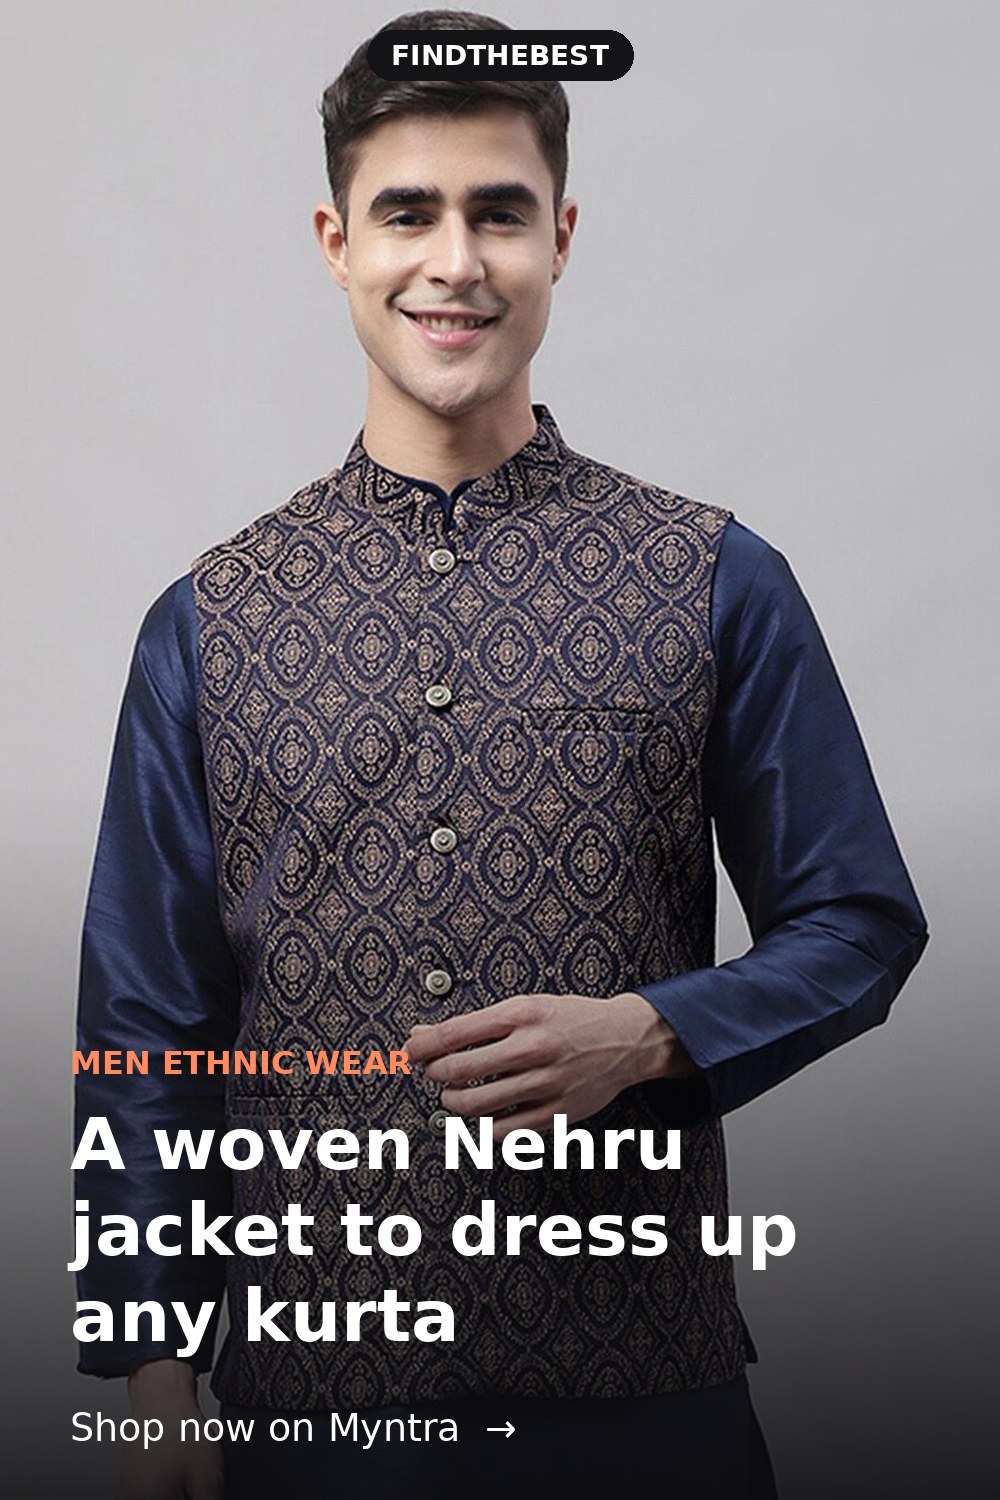 FINDTHEBEST
MEN ETHNIC WEAR
A woven Nehru
jacket to dress up
any kurta
Shop now on Myntra →